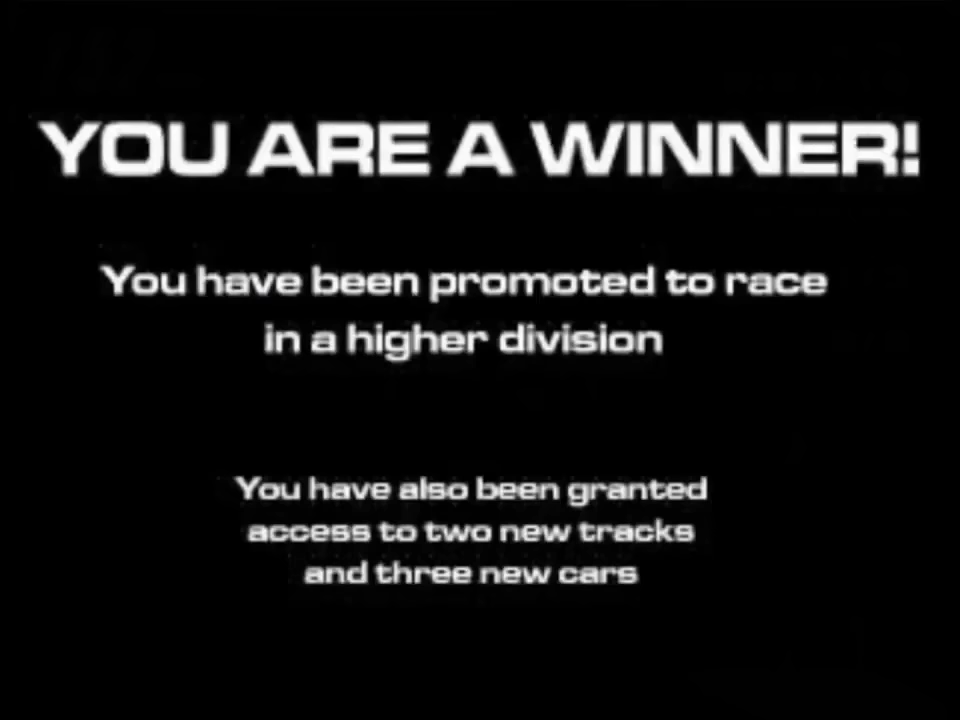 YOU ARE A WINNER!
You have been promoted to race
in a higher division
You have also been granted
access to two new tracks
and three new cars